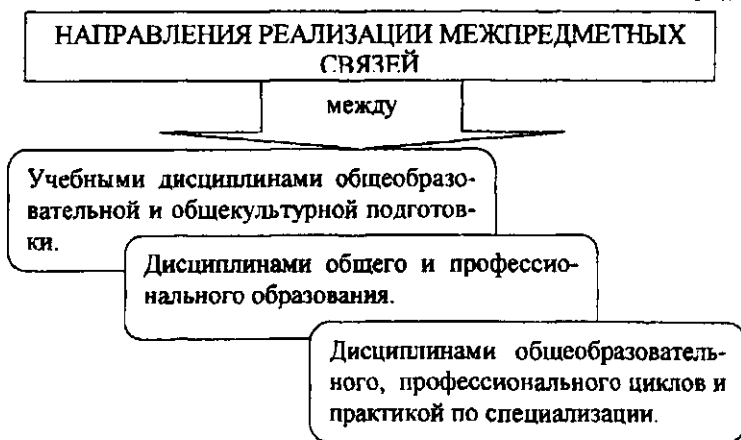 НАПРАВЛЕНИЯ РЕАЛИЗАЦИИ МЕЖПРЕДМЕТНЫХ
СВЯЗЕЙ
между
Учебными дисциплинами общеобразо-
вательной и общекультурной подготов-
ки.
Дисциплинами общего и профессио-
нального образования.
Дисциплинами общеобразователь-
ного, профессионального циклов и
практикой по специализации.